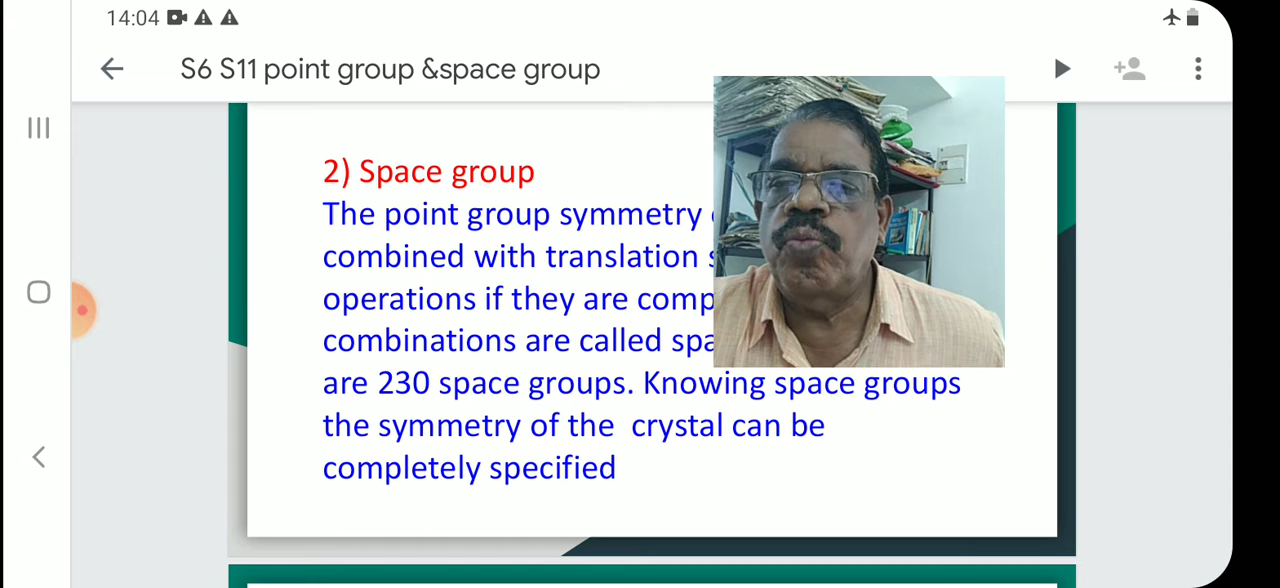 14:04
S6 S11 point group &space group
2) Space group
The point group symmetry
combined with translation
operations if they are
combinations are called
are 230 space groups. Knowing space groups
the symmetry of the crystal can be
completely specified